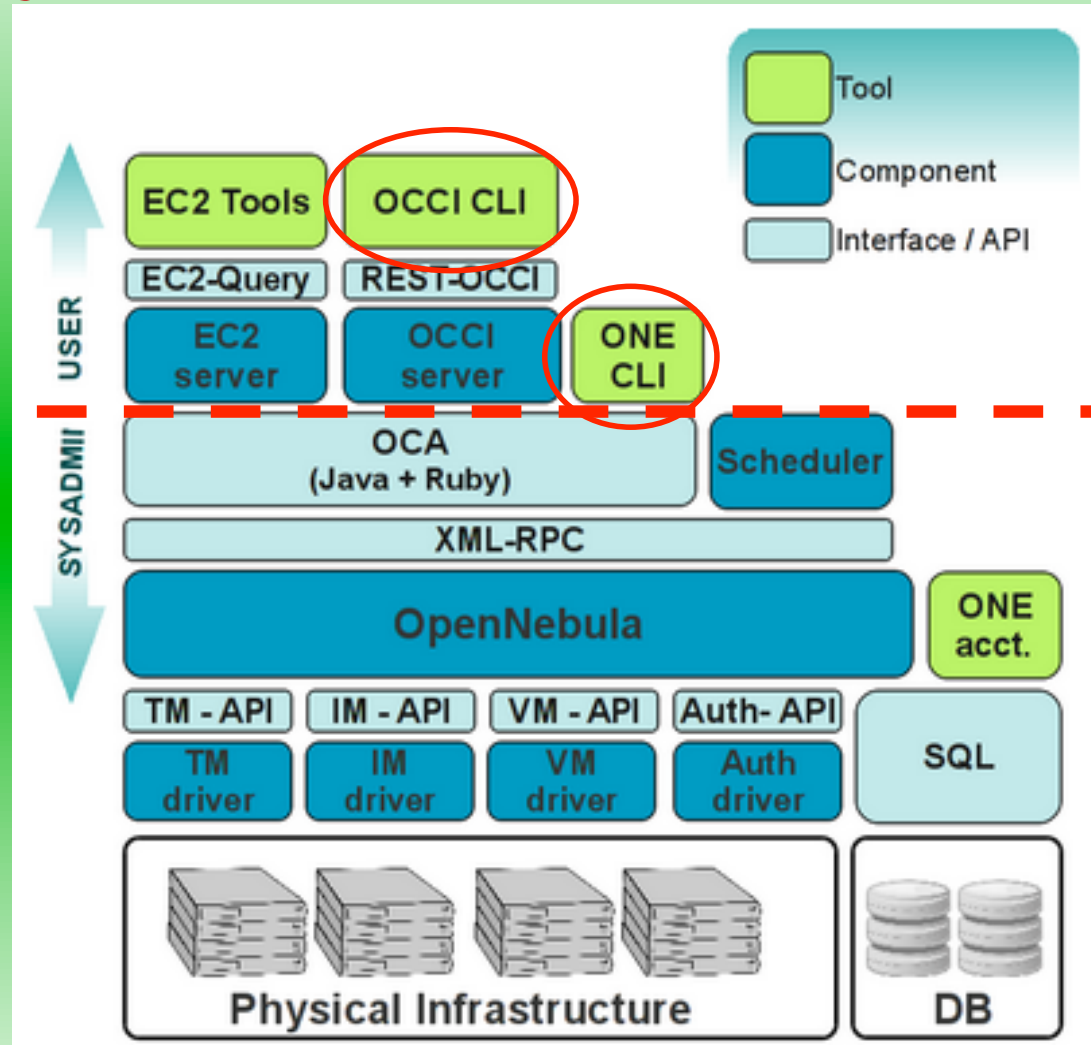 Tool
Component
Interface / API
USER
SYSADMII
EC2 Tools
OCCI CLI
EC2-Query
REST-OCCI
EC2
server
OCCI
server
ONE
CLI
OCA
(Java + Ruby)
Scheduler
XML-RPC
OpenNebula
ONE
acct.
TM - API
IM - API
VM - API
Auth- API
TM
driver
IM
driver
VM
driver
Auth
driver
SQL
Physical Infrastructure
DB